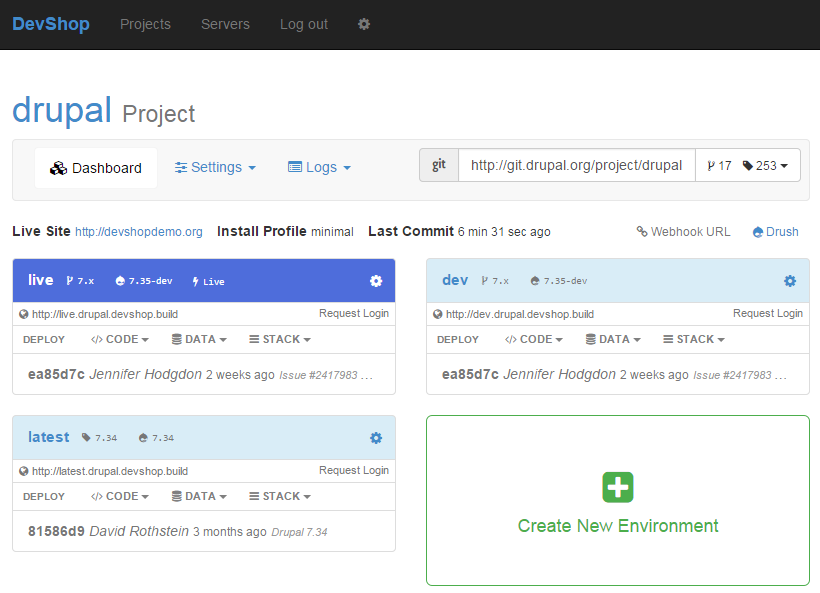 DevShop Projects Servers Log out
drupal Project
Dashboard Settings Logs git http://git.drupal.org/project/drupal 17 253
Live Site http://devshopdemo.org Install Profile minimal Last Commit 6 min 31 sec ago Webhook URL Drush
live 7.x 7.35-dev Live
http://live.drupal.devshop.build Request Login
DEPLOY </> CODE DATA STACK
ea85d7c Jennifer Hodgdon 2 weeks ago Issue #2417983 ...
dev 7.x 7.35-dev
http://dev.drupal.devshop.build Request Login
DEPLOY </> CODE DATA STACK
ea85d7c Jennifer Hodgdon 2 weeks ago Issue #2417983 ...
latest 7.34 7.34
http://latest.drupal.devshop.build Request Login
DEPLOY </> CODE DATA STACK
81586d9 David Rothstein 3 months ago Drupal 7.34
Create New Environment